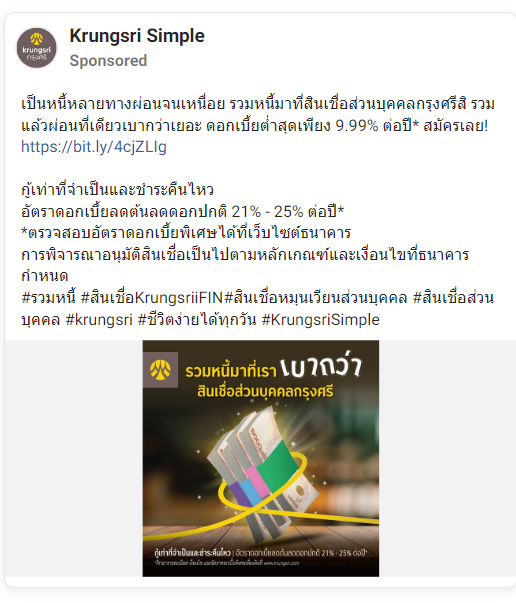 krungsri
กรุงศรี
Krungsri Simple
Sponsored
เป็นหนี้หลายทางผ่อนจนเหนื่อย รวมหนี้มาที่สินเชื่อส่วนบุคคลกรุงศรีสิ รวม
แล้วผ่อนที่เดียวเบากว่าเยอะ ดอกเบี้ยต่ำสุดเพียง 9.99% ต่อปี* สมัครเลย!
https://bit.ly/4cjZLIg
กู้เท่าที่จำเป็นและชำระคืนไหว
อัตราดอกเบี้ยลดต้นลดดอกปกติ 21% - 25% ต่อปี*
*ตรวจสอบอัตราดอกเบี้ยพิเศษได้ที่เว็บไซต์ธนาคาร
การพิจารณาอนุมัติสินเชื่อเป็นไปตามหลักเกณฑ์และเงื่อนไขที่ธนาคาร
กำหนด
#รวมหนี้ #สินเชื่อKrungsriiFIN#สินเชื่อหมุนเวียนส่วนบุคคล #สินเชื่อส่วน
บุคคล #krungsri #ชีวิตง่ายได้ทุกวัน #KrungsriSimple
รวมหนี้มาที่เรา เบากว่า
สินเชื่อส่วนบุคคลกรุงศรี
กู้เท่าที่จำเป็นและชำระคืนไหว | อัตราดอกเบี้ยลดต้นลดดอกปกติ 21% - 25% ต่อปี*
www.krungsri.com